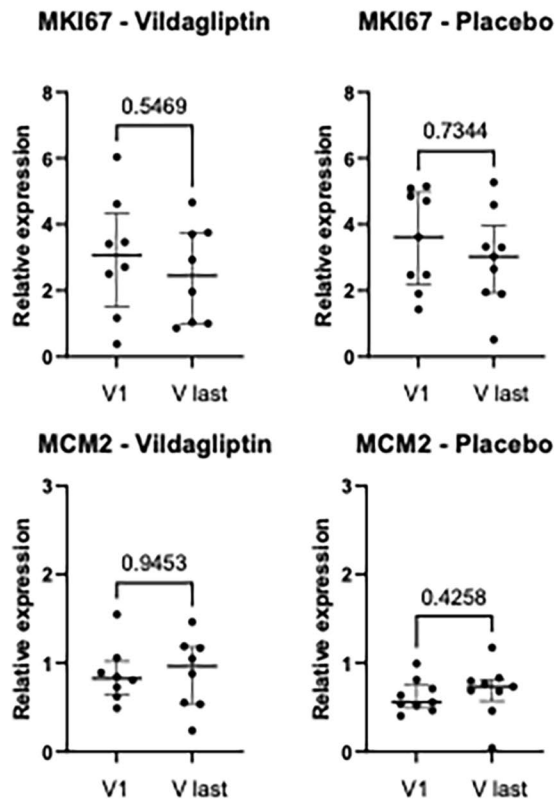 MKI67 - Vildagliptin
MKI67 - Placebo
Relative expression
8
6
4
2
0
0.5469
V1
V last
Relative expression
8
6
4
2
0
0.7344
V1
V last
MCM2 - Vildagliptin
MCM2 - Placebo
Relative expression
3
2
1
0
0.9453
V1
V last
Relative expression
3
2
1
0
0.4258
V1
V last